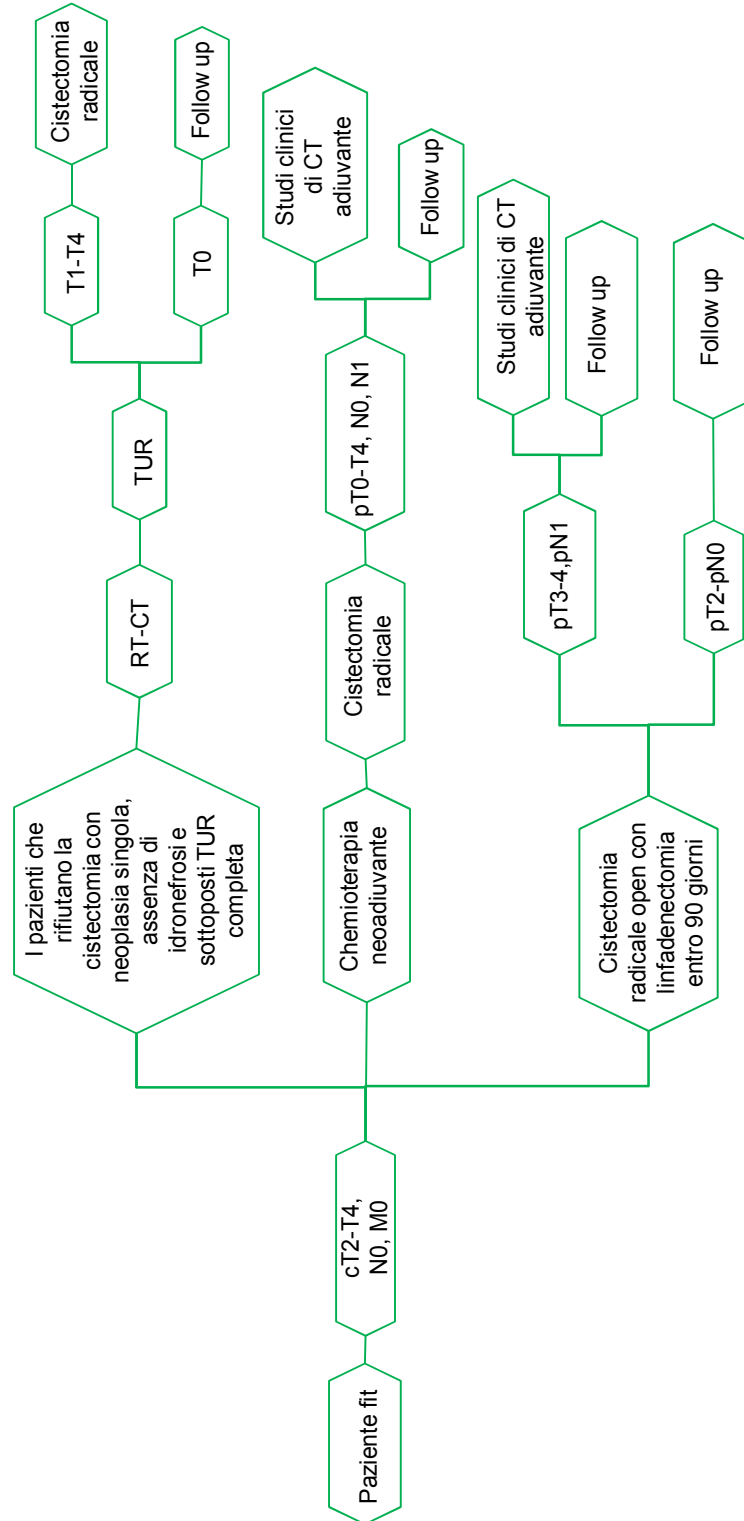 Paziente fit
cT2-T4,
N0, M0
I pazienti che
rifiutano la
cistectomia con
neoplasia singola,
assenza di
idronefrosi e
sottoposti TUR
completa
RT-CT
TUR
T1-T4
Cistectomia
radicale
T0
Follow up
Chemioterapia
neoadiuvante
Cistectomia
radicale
pT0-T4, N0, N1
Studi clinici
di CT
adiuvante
Follow up
Cistectomia
radicale open con
linfadenectomia
entro 90 giorni
pT3-4,pN1
Studi clinici di CT
adiuvante
Follow up
pT2-pN0
Follow up